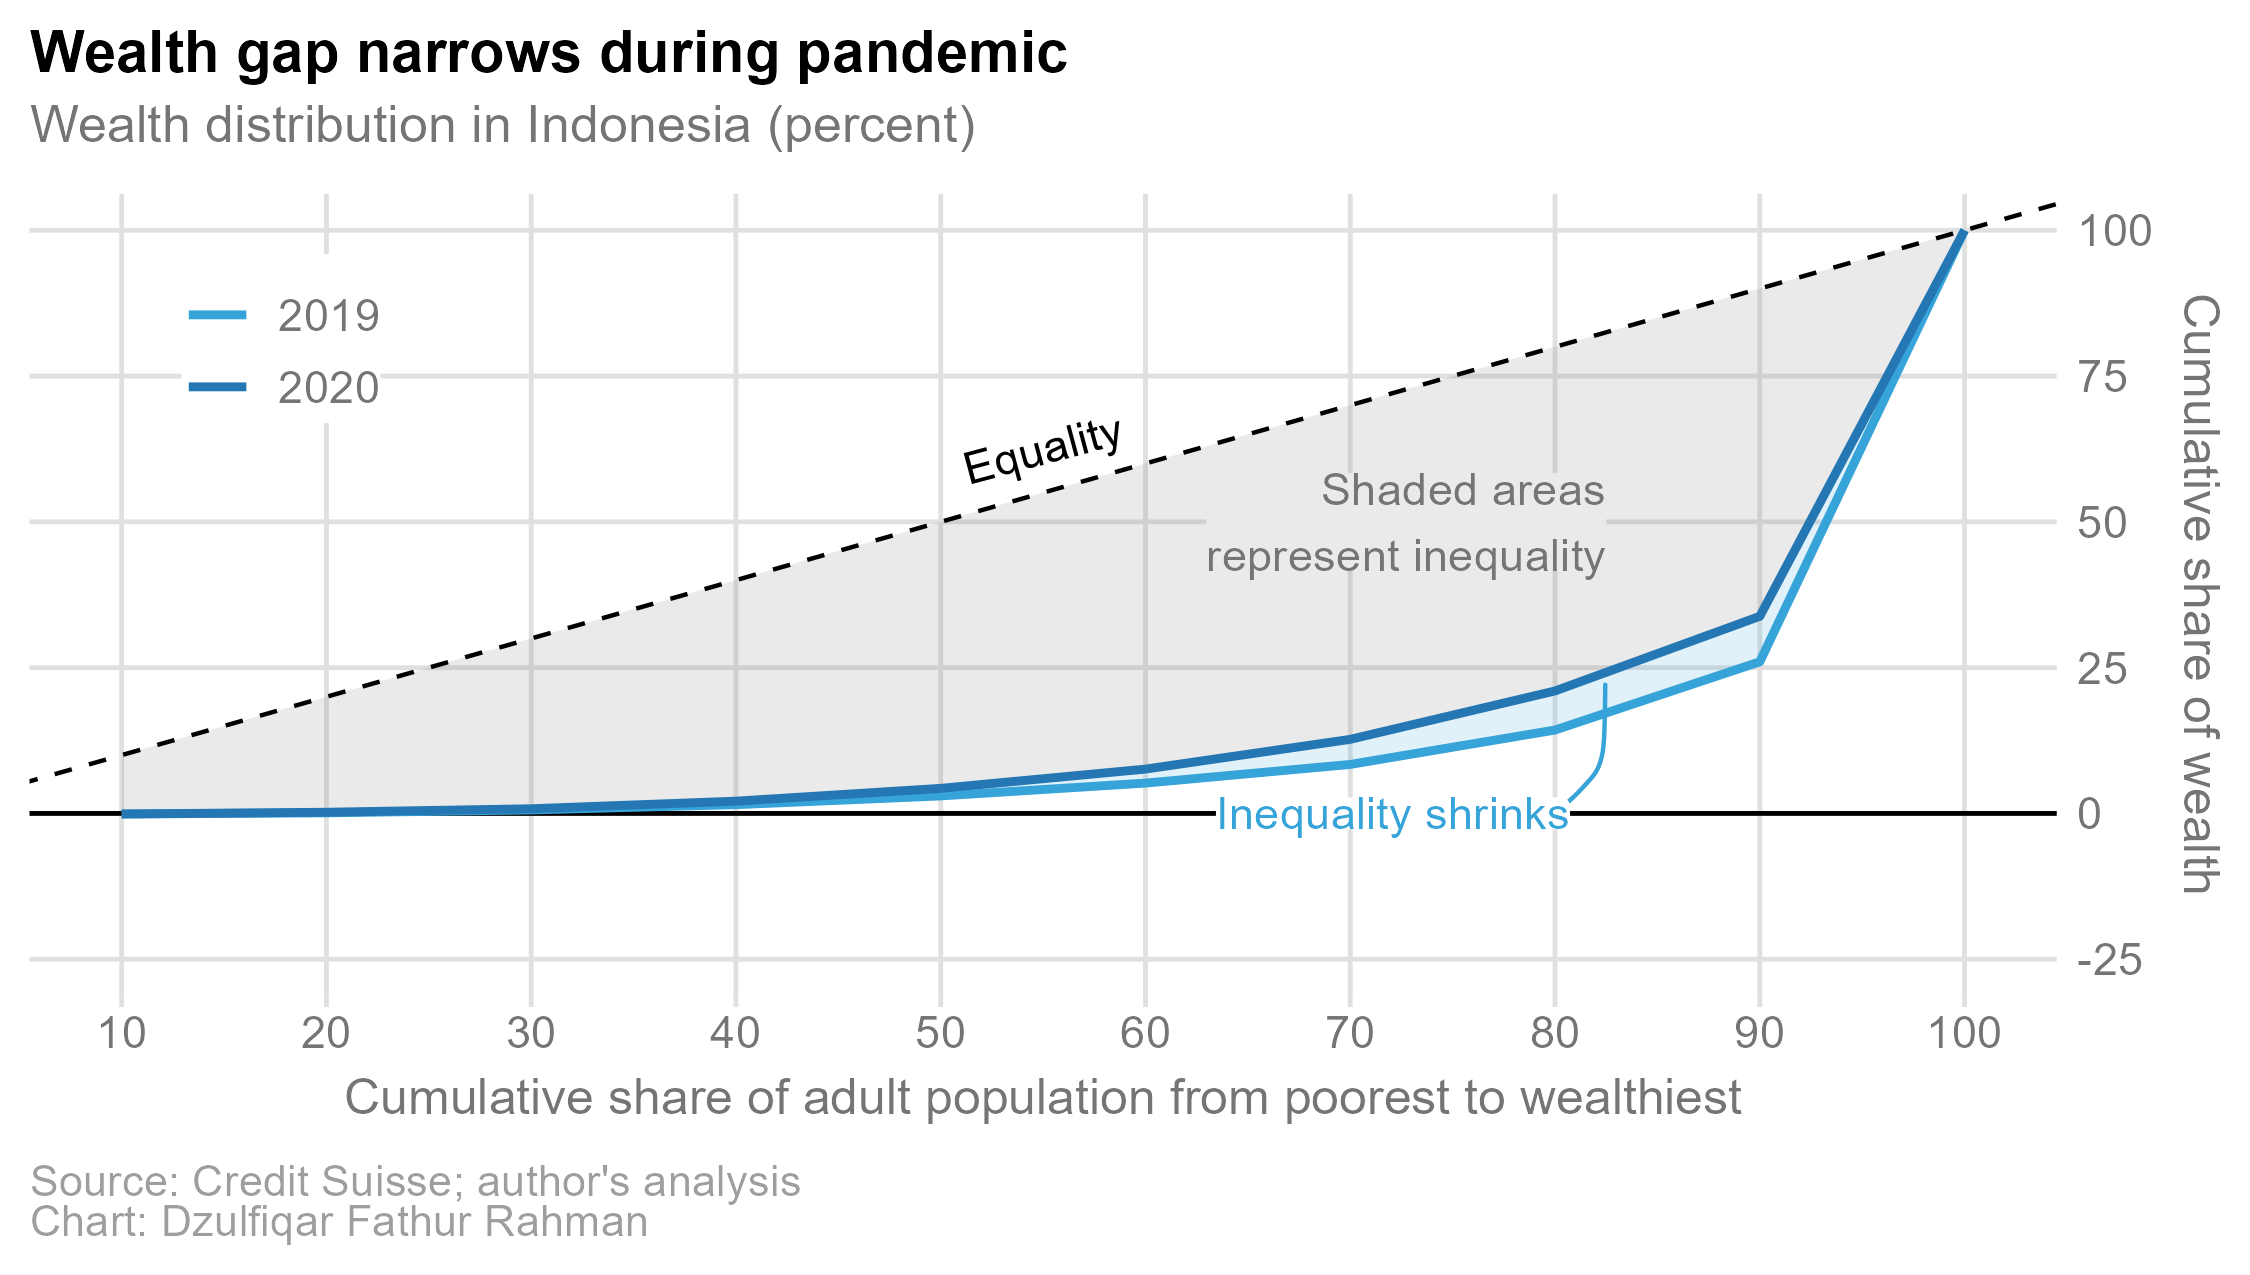 Wealth gap narrows during pandemic
Wealth distribution in Indonesia (percent)
2019
2020
Equality
Shaded areas
represent inequality
Inequality shrinks
100
75
50
25
0
-25
Cumulative share of wealth
10 20 30 40 50 60 70 80 90 100
Cumulative share of adult population from poorest to wealthiest
Source: Credit Suisse; author's analysis
Chart: Dzulfiqar Fathur Rahman